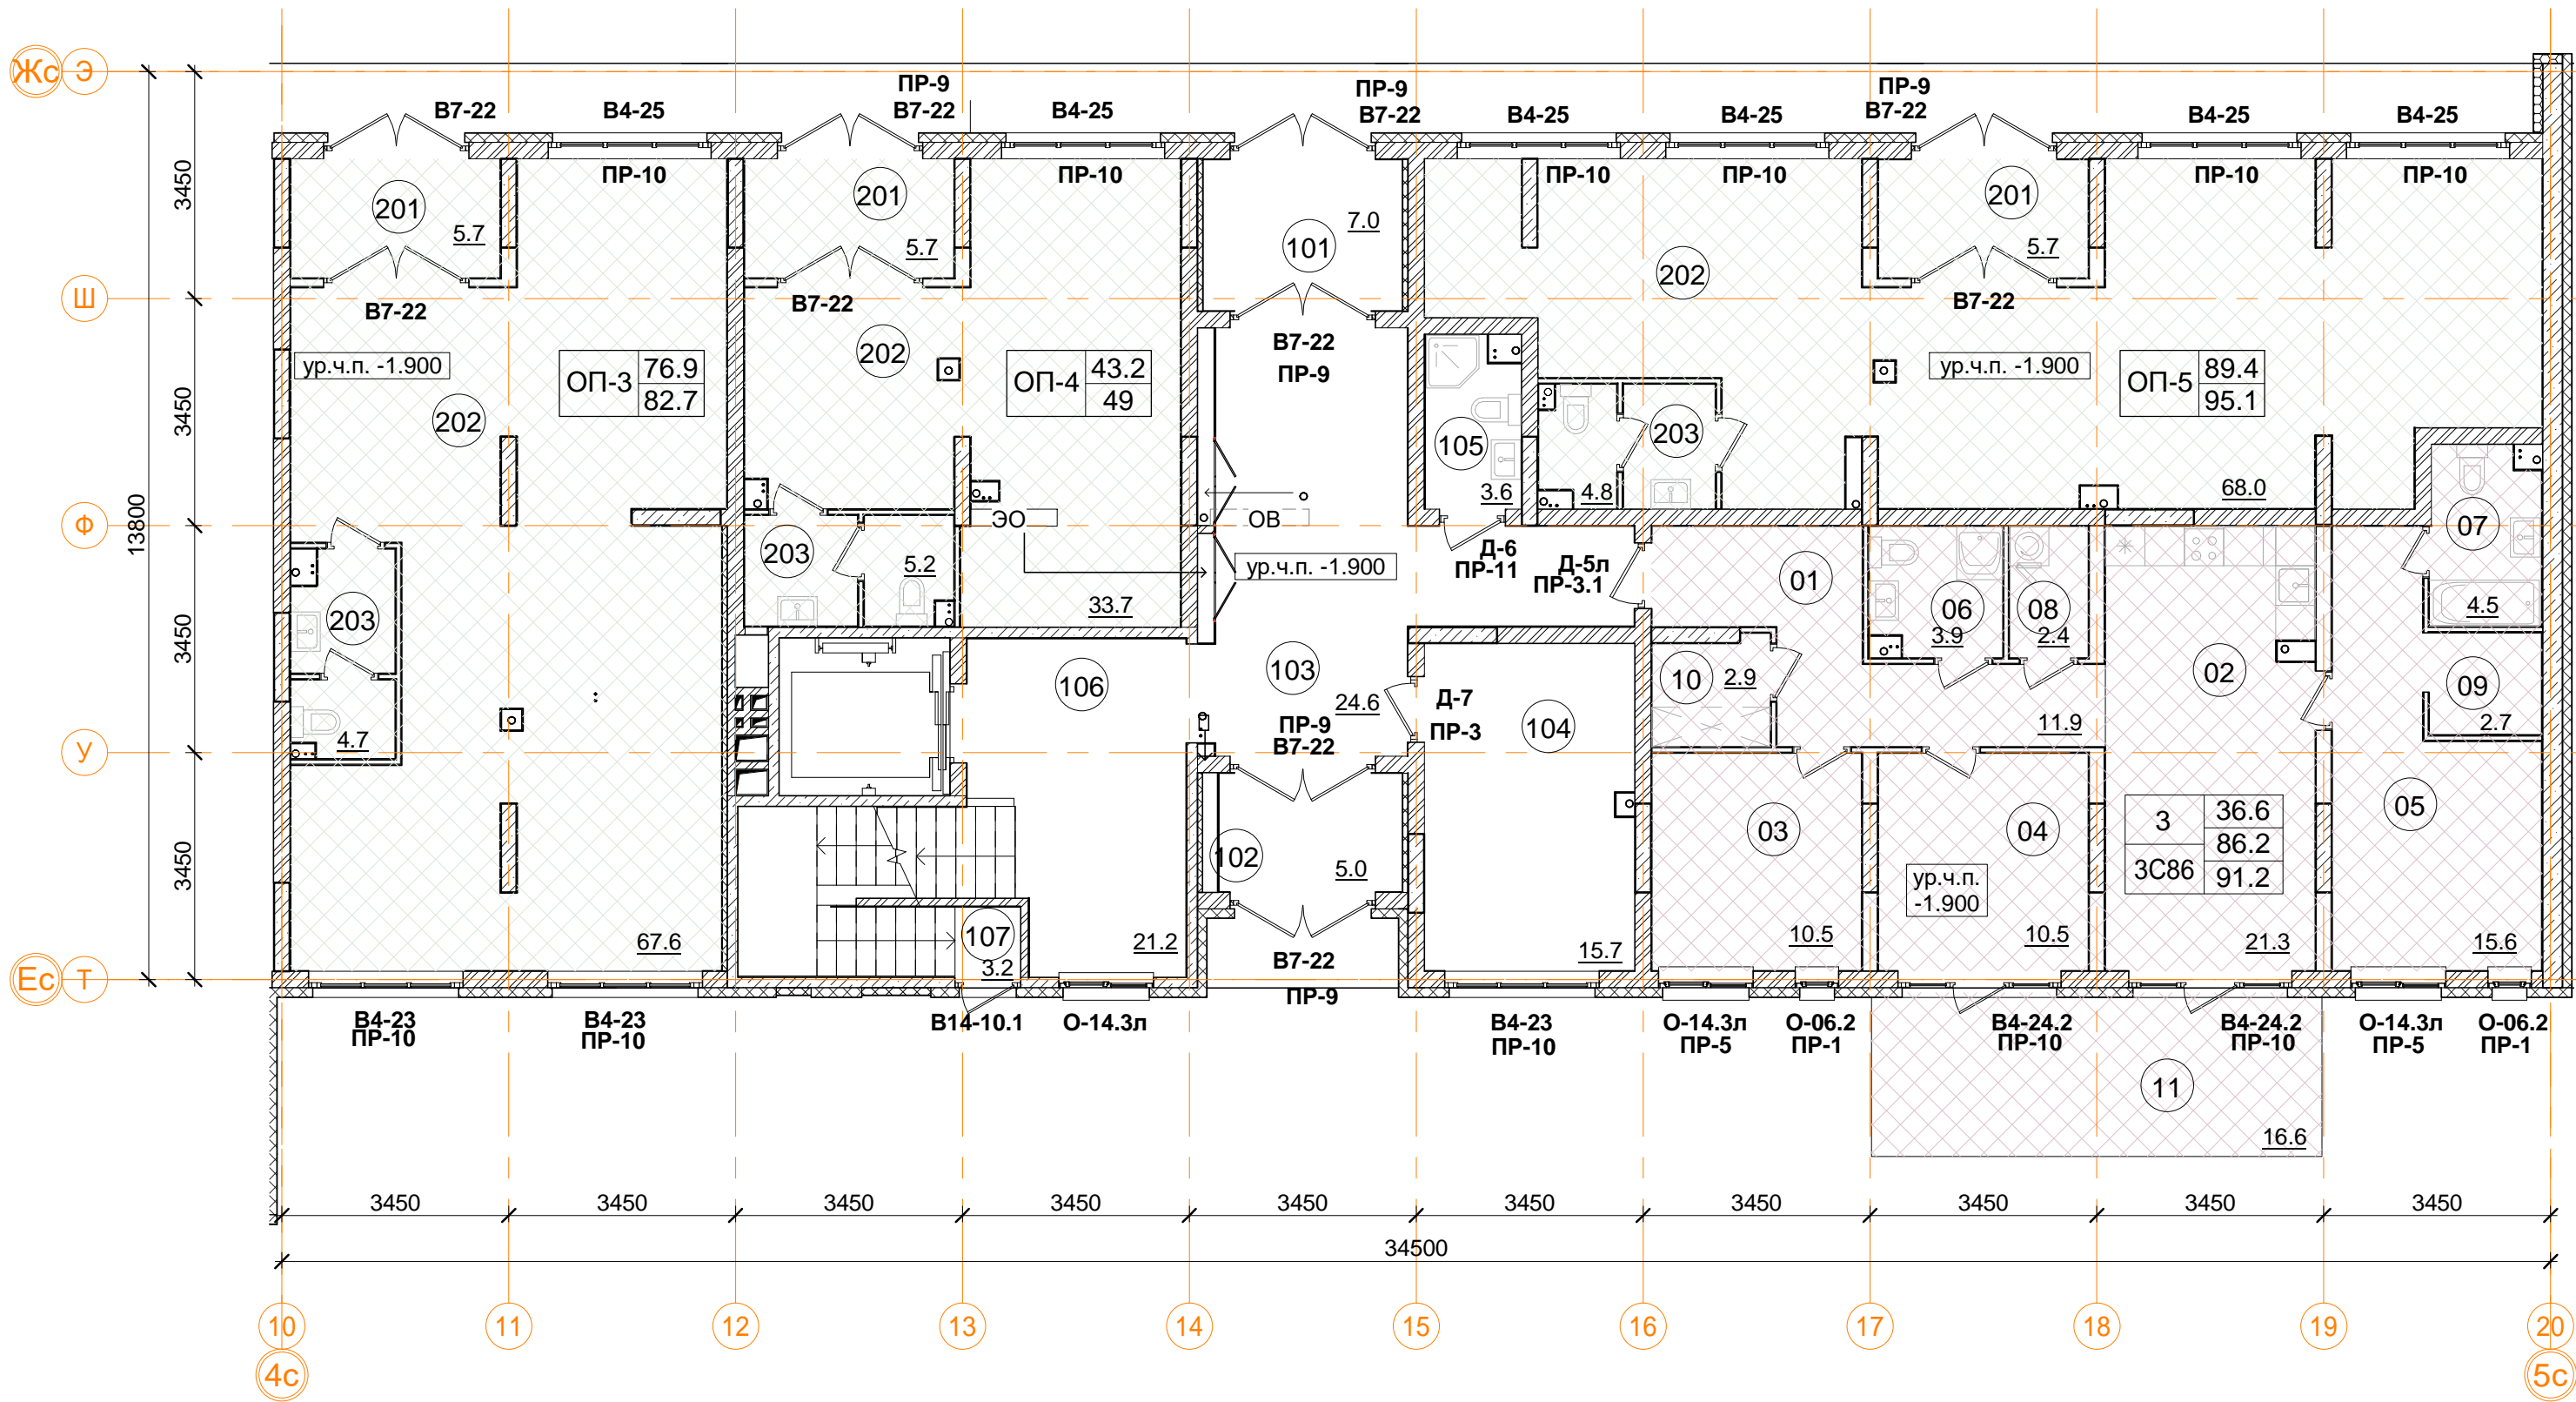 Жс Э
ПР-9
ПР-9
ПР-9
В7-22
В4-25
В7-22
В4-25
В7-22
В4-25
В4-25
В7-22
В4-25
В4-25
ПР-10
ПР-10
ПР-10
ПР-10
ПР-10
ПР-10
3450
201
5.7
201
5.7
101
7.0
202
201
5.7
Ш
В7-22
В7-22
В7-22
ПР-9
В7-22
ур.ч.п. -1.900
ОП-3
76.9
82.7
202
ОП-4
43.2
49
ур.ч.п. -1.900
ОП-5
89.4
95.1
3450
202
105
3.6
4.8
203
68.0
13800
Ф
ЭО
ОВ
203
5.2
33.7
ур.ч.п. -1.900
Д-6
ПР-11
Д-5л
ПР-3.1
01
06
3.9
08
2.4
07
4.5
3450
203
4.7
106
103
24.6
Д-7
ПР-3
104
10
2.9
02
09
2.7
У
ПР-9
В7-22
11.9
3450
102
5.0
03
04
05
3
3С86
36.6
86.2
91.2
ур.ч.п.
-1.900
67.6
107
3.2
21.2
15.7
10.5
10.5
21.3
15.6
Ес Т
В7-22
ПР-9
В4-23
ПР-10
В4-23
ПР-10
В14-10.1
О-14.3л
В4-23
ПР-10
О-14.3л
ПР-5
О-06.2
ПР-1
В4-24.2
ПР-10
В4-24.2
ПР-10
О-14.3л
ПР-5
О-06.2
ПР-1
11
16.6
3450 3450 3450 3450 3450 3450 3450 3450 3450 3450
34500
10 11 12 13 14 15 16 17 18 19 20
4с 5с